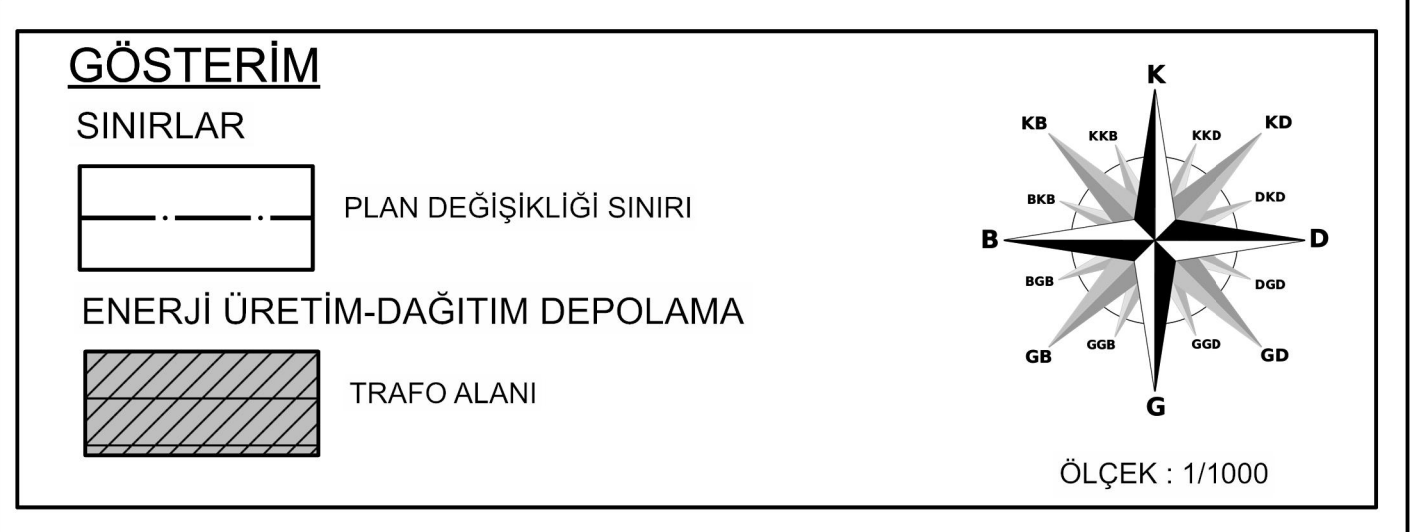 GÖSTERİM
SINIRLAR
PLAN DEĞİŞİKLİĞİ SINIRI
ENERJİ ÜRETİM-DAĞITIM DEPOLAMA
TRAFO ALANI
K
KB
KKB
KKD
KD
BKB
DKD
B
D
BGB
DGD
GB
GGB
GGD
GD
G
ÖLÇEK : 1/1000